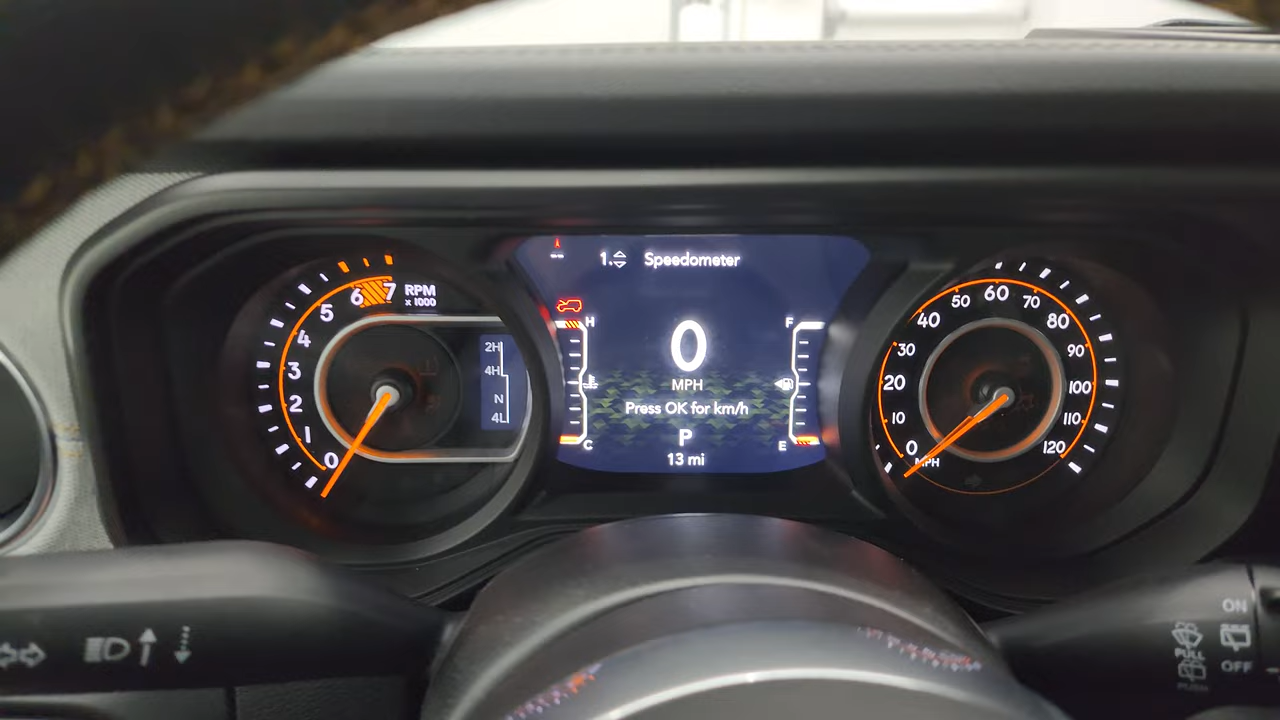 1. Speedometer
0
MPH
Press OK for km/h
P
13 mi
H
C
F
E
0
1
2
3
4
5
6
7
RPM
x 1000
2H
4H
N
4L
0
10
20
30
40
50
60
70
80
90
100
110
120
MPH
ON
OFF
PULL
PUSH